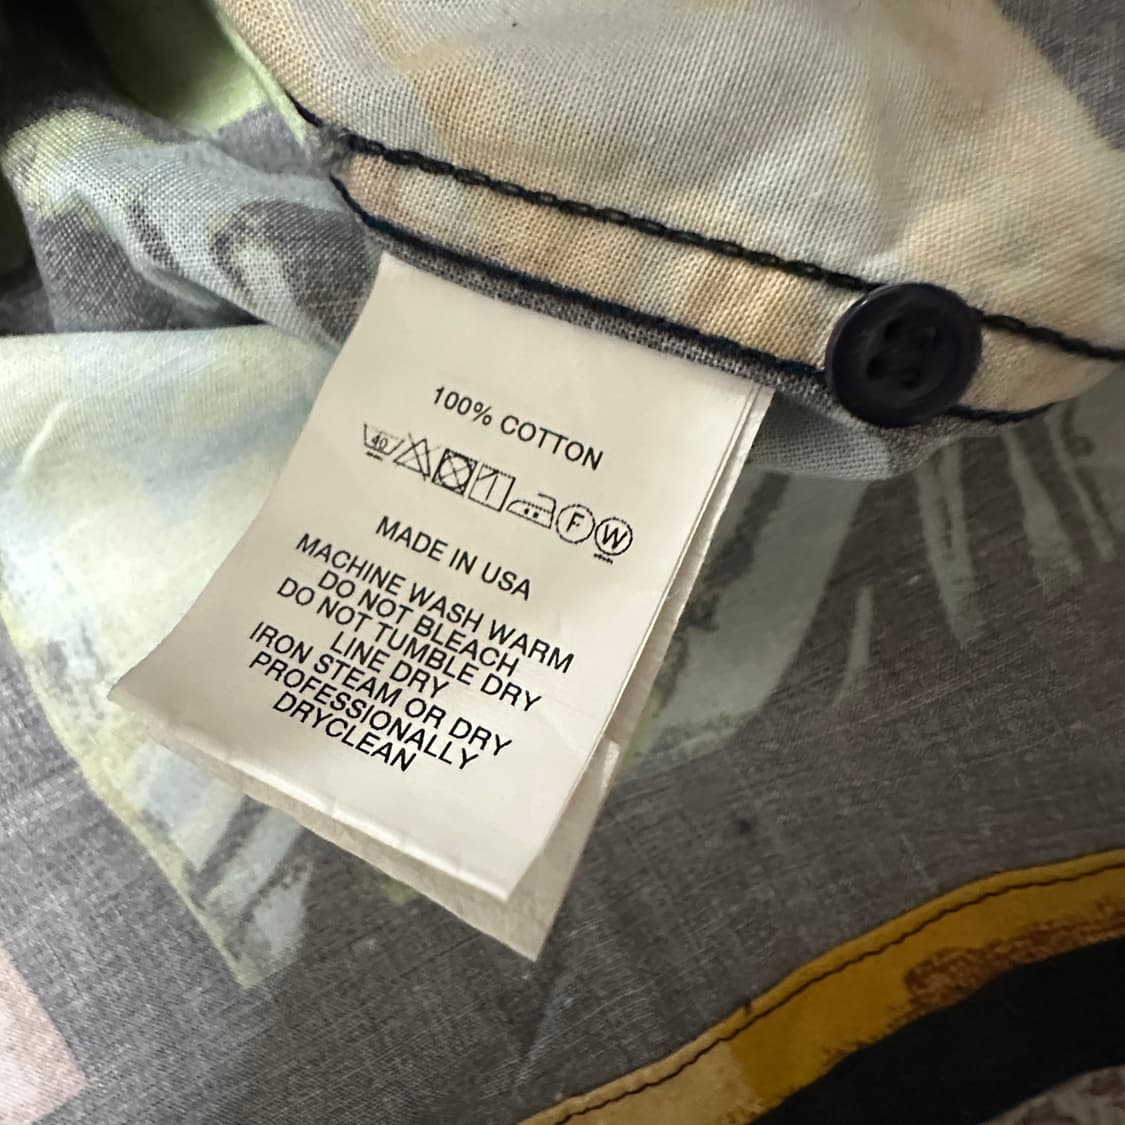 100% COTTON
40 F W
MADE IN USA
MACHINE WASH WARM
DO NOT BLEACH
DO NOT TUMBLE DRY
LINE DRY
IRON STEAM OR DRY
PROFESSIONALLY
DRYCLEAN